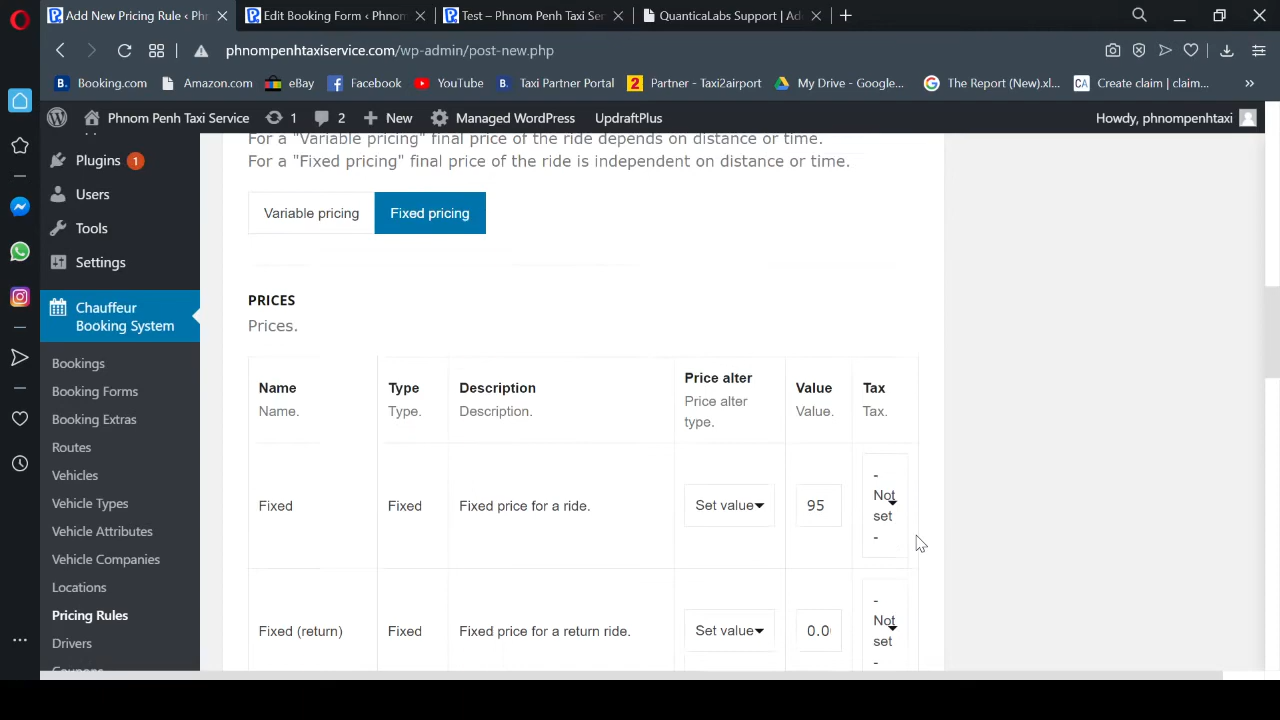 Add New Pricing Rule ‹ Phn
Edit Booking Form ‹ Phnom
Test – Phnom Penh Taxi Ser
QuanticaLabs Support | Ad
phnompenhtaxiservice.com/wp-admin/post-new.php
B. Booking.com
Amazon.com
eBay
Facebook
YouTube
B. Taxi Partner Portal
2 Partner - Taxi2airport
My Drive - Google...
The Report (New).xl...
CA Create claim | claim...
»
Phnom Penh Taxi Service
1
2
New
Managed WordPress
UpdraftPlus
Howdy, phnompenhtaxi
Plugins 1
Users
Tools
Settings
Chauffeur
Booking System
Bookings
Booking Forms
Booking Extras
Routes
Vehicles
Vehicle Types
Vehicle Attributes
Vehicle Companies
Locations
Pricing Rules
Drivers
Coupons
For a "Variable pricing" final price of the ride depends on distance or time.
For a "Fixed pricing" final price of the ride is independent on distance or time.
Variable pricing
Fixed pricing
PRICES
Prices.
Name
Name.
Type
Type.
Description
Description.
Price alter
Price alter
type.
Value
Value.
Tax
Tax.
Fixed
Fixed
Fixed price for a ride.
Set value
95
-
Not
set
-
Fixed (return)
Fixed
Fixed price for a return ride.
Set value
0.0
-
Not
set
-